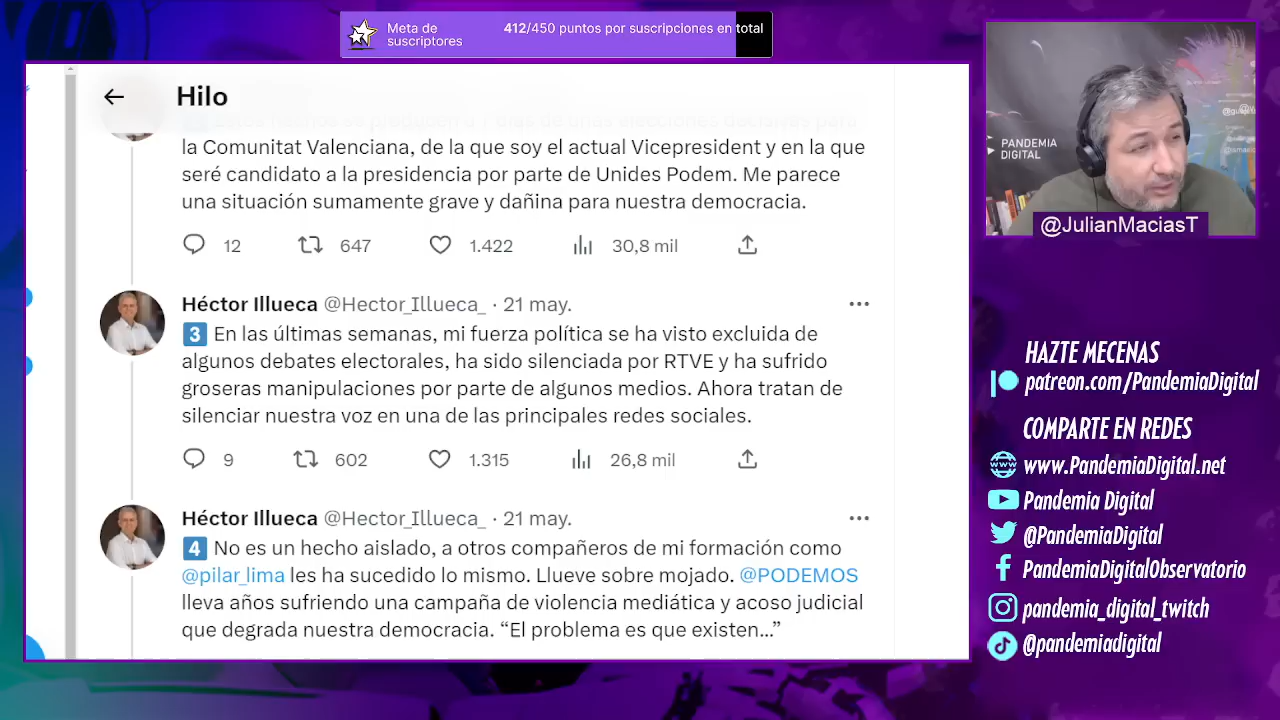 Meta de
suscriptores
412/450 puntos por suscripciones en total
Hilo
la Comunitat Valenciana, de la que soy el actual Vicepresident y en la que
seré candidato a la presidencia por parte de Unides Podem. Me parece
una situación sumamente grave y dañina para nuestra democracia.
12 647 1.422 30,8 mil
Héctor Illueca @Hector_Illueca_ · 21 may.
3 En las últimas semanas, mi fuerza política se ha visto excluida de
algunos debates electorales, ha sido silenciada por RTVE y ha sufrido
groseras manipulaciones por parte de algunos medios. Ahora tratan de
silenciar nuestra voz en una de las principales redes sociales.
9 602 1.315 26,8 mil
Héctor Illueca @Hector_Illueca_ · 21 may.
4 No es un hecho aislado, a otros compañeros de mi formación como
@pilar_lima les ha sucedido lo mismo. Llueve sobre mojado. @PODEMOS
lleva años sufriendo una campaña de violencia mediática y acoso judicial
que degrada nuestra democracia. “El problema es que existen...”
PANDEMIA
DIGITAL
@JulianMaciasT
HAZTE MECENAS
patreon.com/PandemiaDigital
COMPARTE EN REDES
www.PandemiaDigital.net
Pandemia Digital
@PandemiaDigital
PandemiaDigitalObservatorio
pandemia_digital_twitch
@pandemiadigital